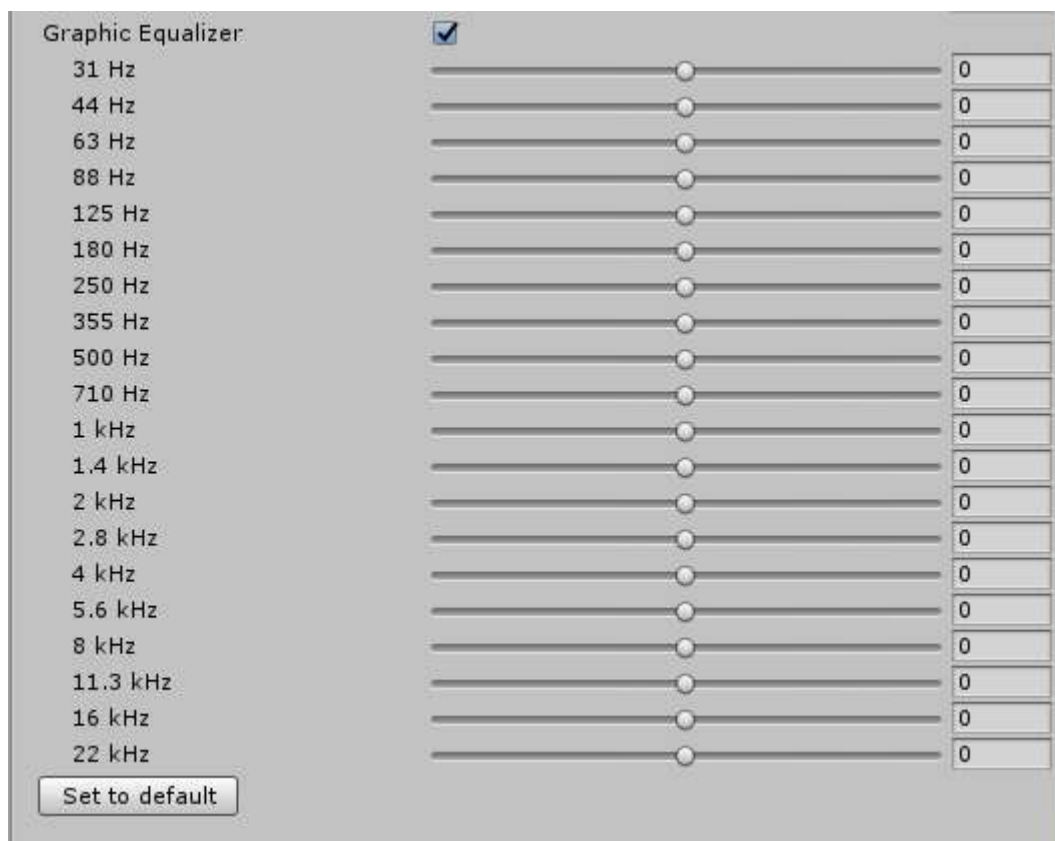 Graphic Equalizer
31 Hz 0
44 Hz 0
63 Hz 0
88 Hz 0
125 Hz 0
180 Hz 0
250 Hz 0
355 Hz 0
500 Hz 0
710 Hz 0
1 kHz 0
1.4 kHz 0
2 kHz 0
2.8 kHz 0
4 kHz 0
5.6 kHz 0
8 kHz 0
11.3 kHz 0
16 kHz 0
22 kHz 0
Set to default